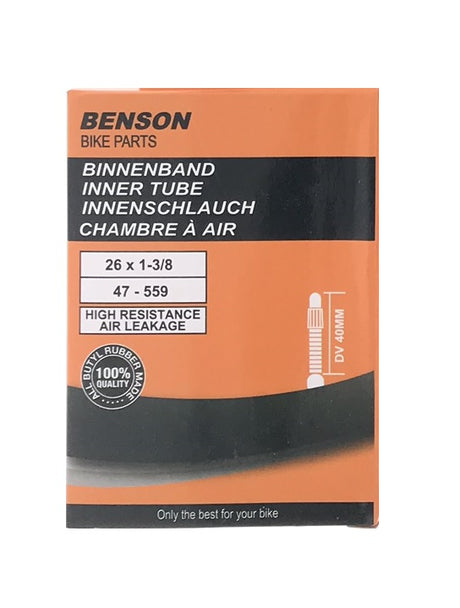 BENSON
BIKE PARTS
BINNENBAND
INNER TUBE
INNENSCHLAUCH
CHAMBRE À AIR
26 x 1-3/8
47 - 559
HIGH RESISTANCE
AIR LEAKAGE
DV 40MM
ALL BUTYL RUBBER MADE
100%
QUALITY
Only the best for your bike